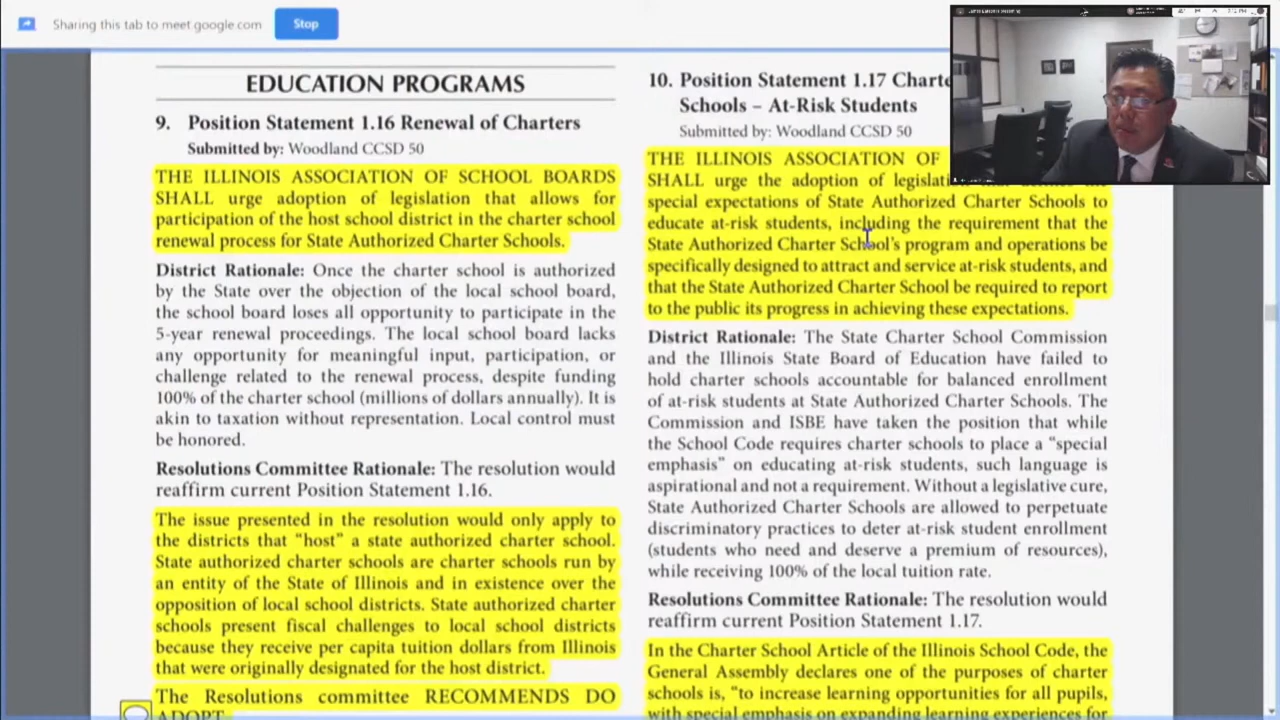 Sharing this tab to meet.google.com
Stop
EDUCATION PROGRAMS
9. Position Statement 1.16 Renewal of Charters
Submitted by: Woodland CCSD 50
THE ILLINOIS ASSOCIATION OF SCHOOL BOARDS
SHALL urge adoption of legislation that allows for
participation of the host school district in the charter school
renewal process for State Authorized Charter Schools.
District Rationale: Once the charter school is authorized
by the State over the objection of the local school board,
the school board loses all opportunity to participate in the
5-year renewal proceedings. The local school board lacks
any opportunity for meaningful input, participation, or
challenge related to the renewal process, despite funding
100% of the charter school (millions of dollars annually). It is
akin to taxation without representation. Local control must
be honored.
Resolutions Committee Rationale: The resolution would
reaffirm current Position Statement 1.16.
The issue presented in the resolution would only apply to
the districts that “host” a state authorized charter school.
State authorized charter schools are charter schools run by
an entity of the State of Illinois and in existence over the
opposition of local school districts. State authorized charter
schools present fiscal challenges to local school districts
because they receive per capita tuition dollars from Illinois
that were originally designated for the host district.
The Resolutions committee RECOMMENDS DO
ADOPT
10. Position Statement 1.17 Charte
Schools – At-Risk Students
Submitted by: Woodland CCSD 50
THE ILLINOIS ASSOCIATION OF
SHALL urge the adoption of legislati
special expectations of State Authorized Charter Schools to
educate at-risk students, including the requirement that the
State Authorized Charter School’s program and operations be
specifically designed to attract and service at-risk students, and
that the State Authorized Charter School be required to report
to the public its progress in achieving these expectations.
District Rationale: The State Charter School Commission
and the Illinois State Board of Education have failed to
hold charter schools accountable for balanced enrollment
of at-risk students at State Authorized Charter Schools. The
Commission and ISBE have taken the position that while
the School Code requires charter schools to place a “special
emphasis” on educating at-risk students, such language is
aspirational and not a requirement. Without a legislative cure,
State Authorized Charter Schools are allowed to perpetuate
discriminatory practices to deter at-risk student enrollment
(students who need and deserve a premium of resources),
while receiving 100% of the local tuition rate.
Resolutions Committee Rationale: The resolution would
reaffirm current Position Statement 1.17.
In the Charter School Article of the Illinois School Code, the
General Assembly declares one of the purposes of charter
schools is, “to increase learning opportunities for all pupils,
with special emphasis on expanding learning experiences for